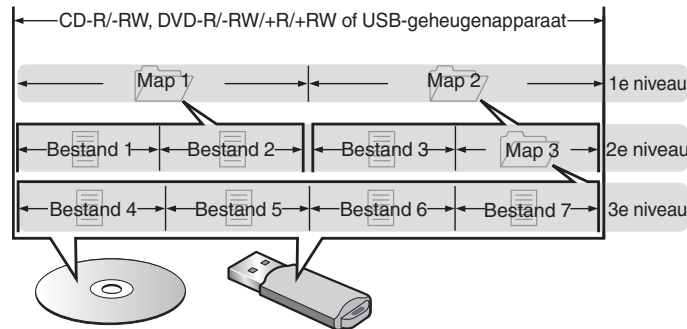 CD-R/-RW, DVD-R/-RW/+R/+RW of USB-geheugenapparaat
Map 1 Map 2 1e niveau
Bestand 1 Bestand 2 Bestand 3 Map 3 2e niveau
Bestand 4 Bestand 5 Bestand 6 Bestand 7 3e niveau